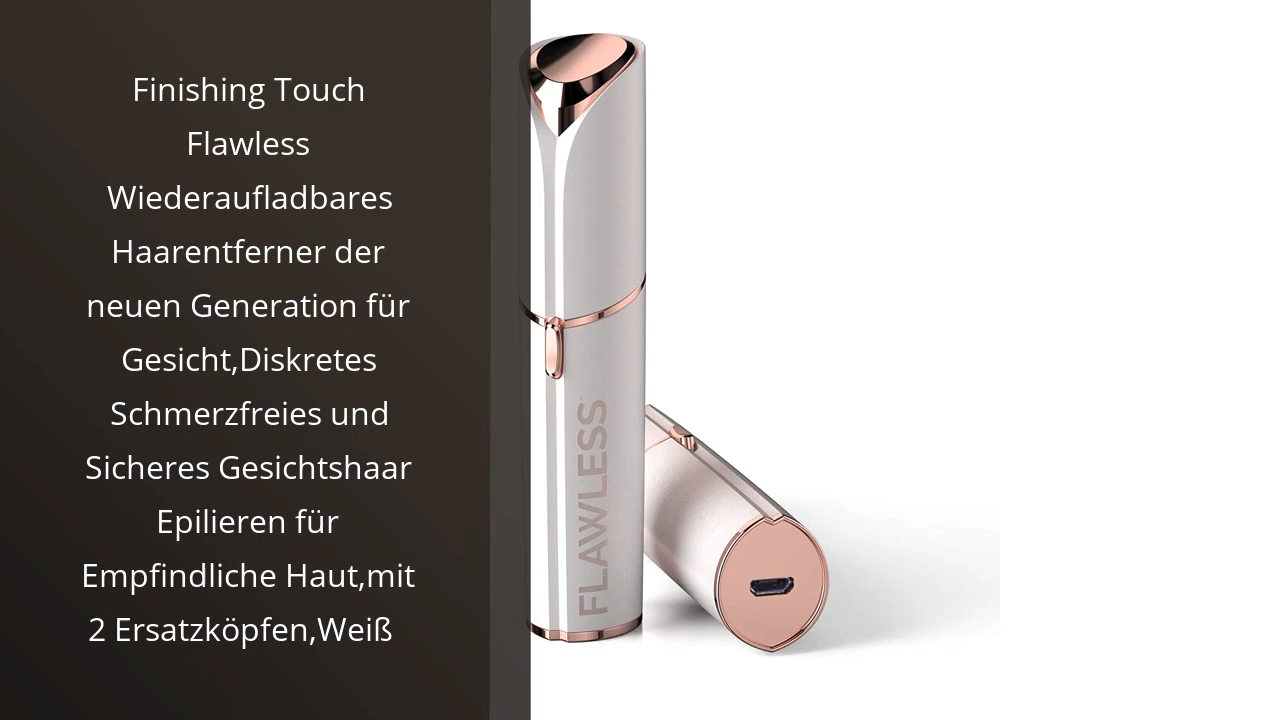 Finishing Touch
Flawless
Wiederaufladbares
Haarentferner der
neuen Generation für
Gesicht,Diskretes
Schmerzfreies und
Sicheres Gesichtshaar
Epilieren für
Empfindliche Haut,mit
2 Ersatzköpfen,Weiß
FLAWLESS™